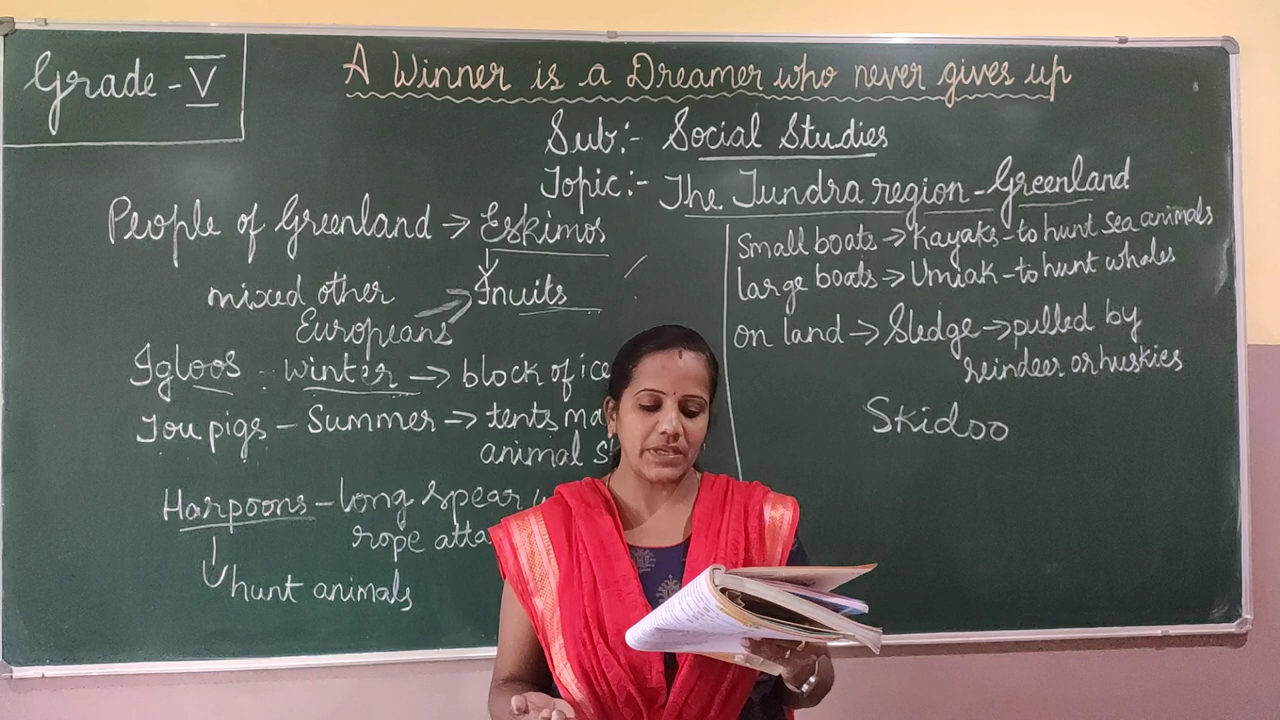 Grade - V
A Winner is a Dreamer who never gives up
Sub:- Social Studies
Topic:- The Tundra region - Greenland
People of Greenland → Eskimos
mixed other → Inuits
Europeans
Igloos - winter → block of ice
Toupigs - Summer → tents ma
animal s
Harpoons - long spear
rope atta
hunt animals
Small boats → Kayaks - to hunt sea animals
large boats → Umiak - to hunt whales
on land → Sledge → pulled by
reindeer or huskies
Skidoo